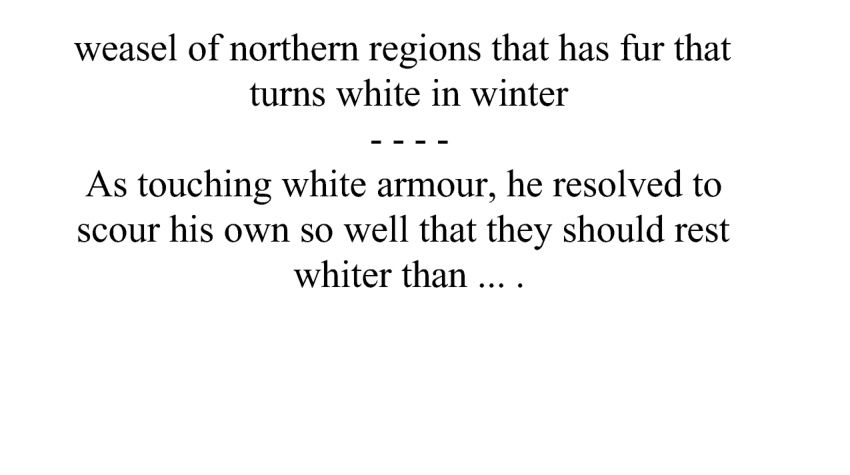 weasel of northern regions that has fur that
turns white in winter
- - - -
As touching white armour, he resolved to
scour his own so well that they should rest
whiter than ... .